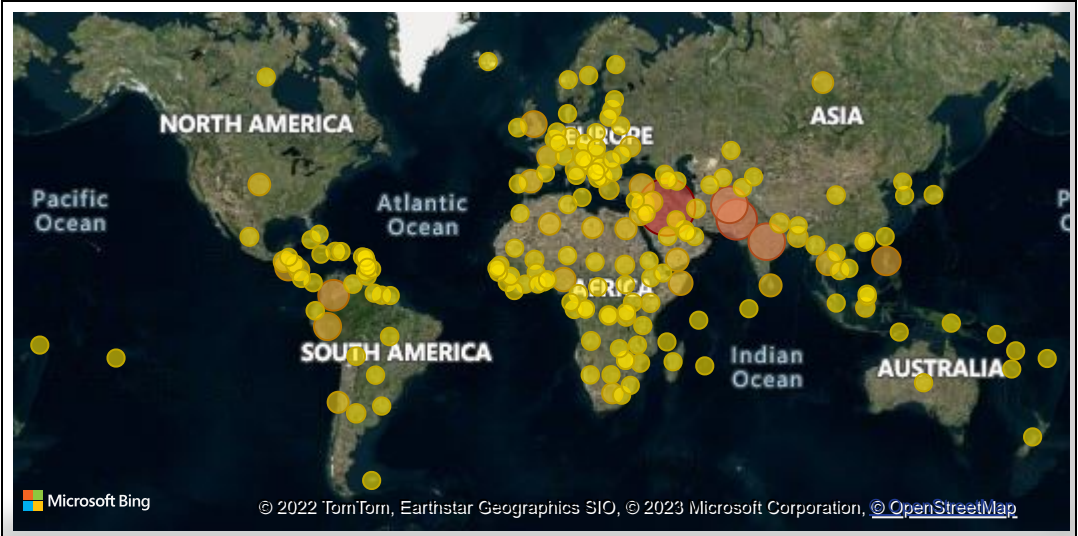 NORTH AMERICA
EUROPE
ASIA
Pacific
Ocean
Atlantic
Ocean
P
AFRICA
SOUTH AMERICA
Indian
Ocean
AUSTRALIA
Microsoft Bing
© 2022 TomTom, Earthstar Geographics SIO, © 2023 Microsoft Corporation, © OpenStreetMap